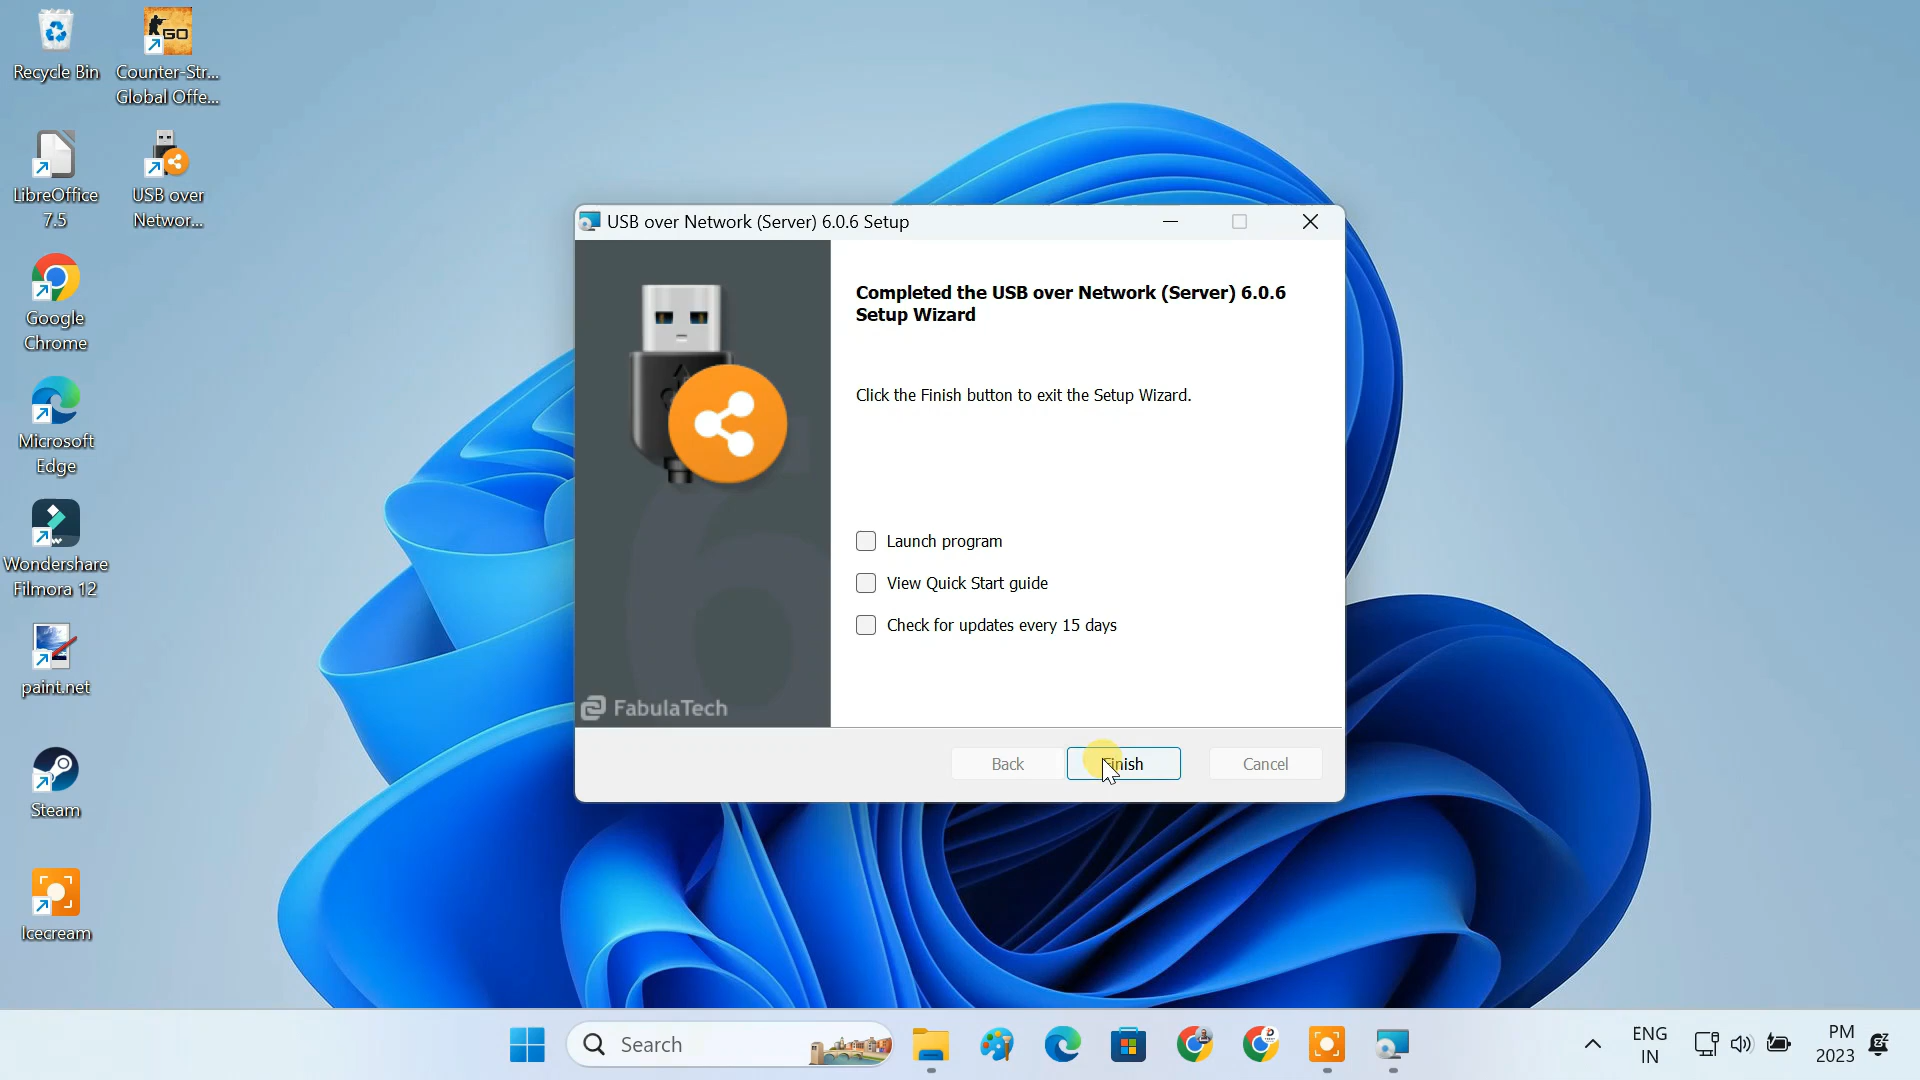 Recycle Bin
Counter-Str...
Global Offe...
GO
LibreOffice
7.5
USB over
Networ...
Google
Chrome
Microsoft
Edge
Wondershare
Filmora 12
paint.net
Steam
Icecream
USB over Network (Server) 6.0.6 Setup
Completed the USB over Network (Server) 6.0.6
Setup Wizard
Click the Finish button to exit the Setup Wizard.
Launch program
View Quick Start guide
Check for updates every 15 days
6
FabulaTech
Back
Finish
Cancel
Search
ENG
IN
PM
2023